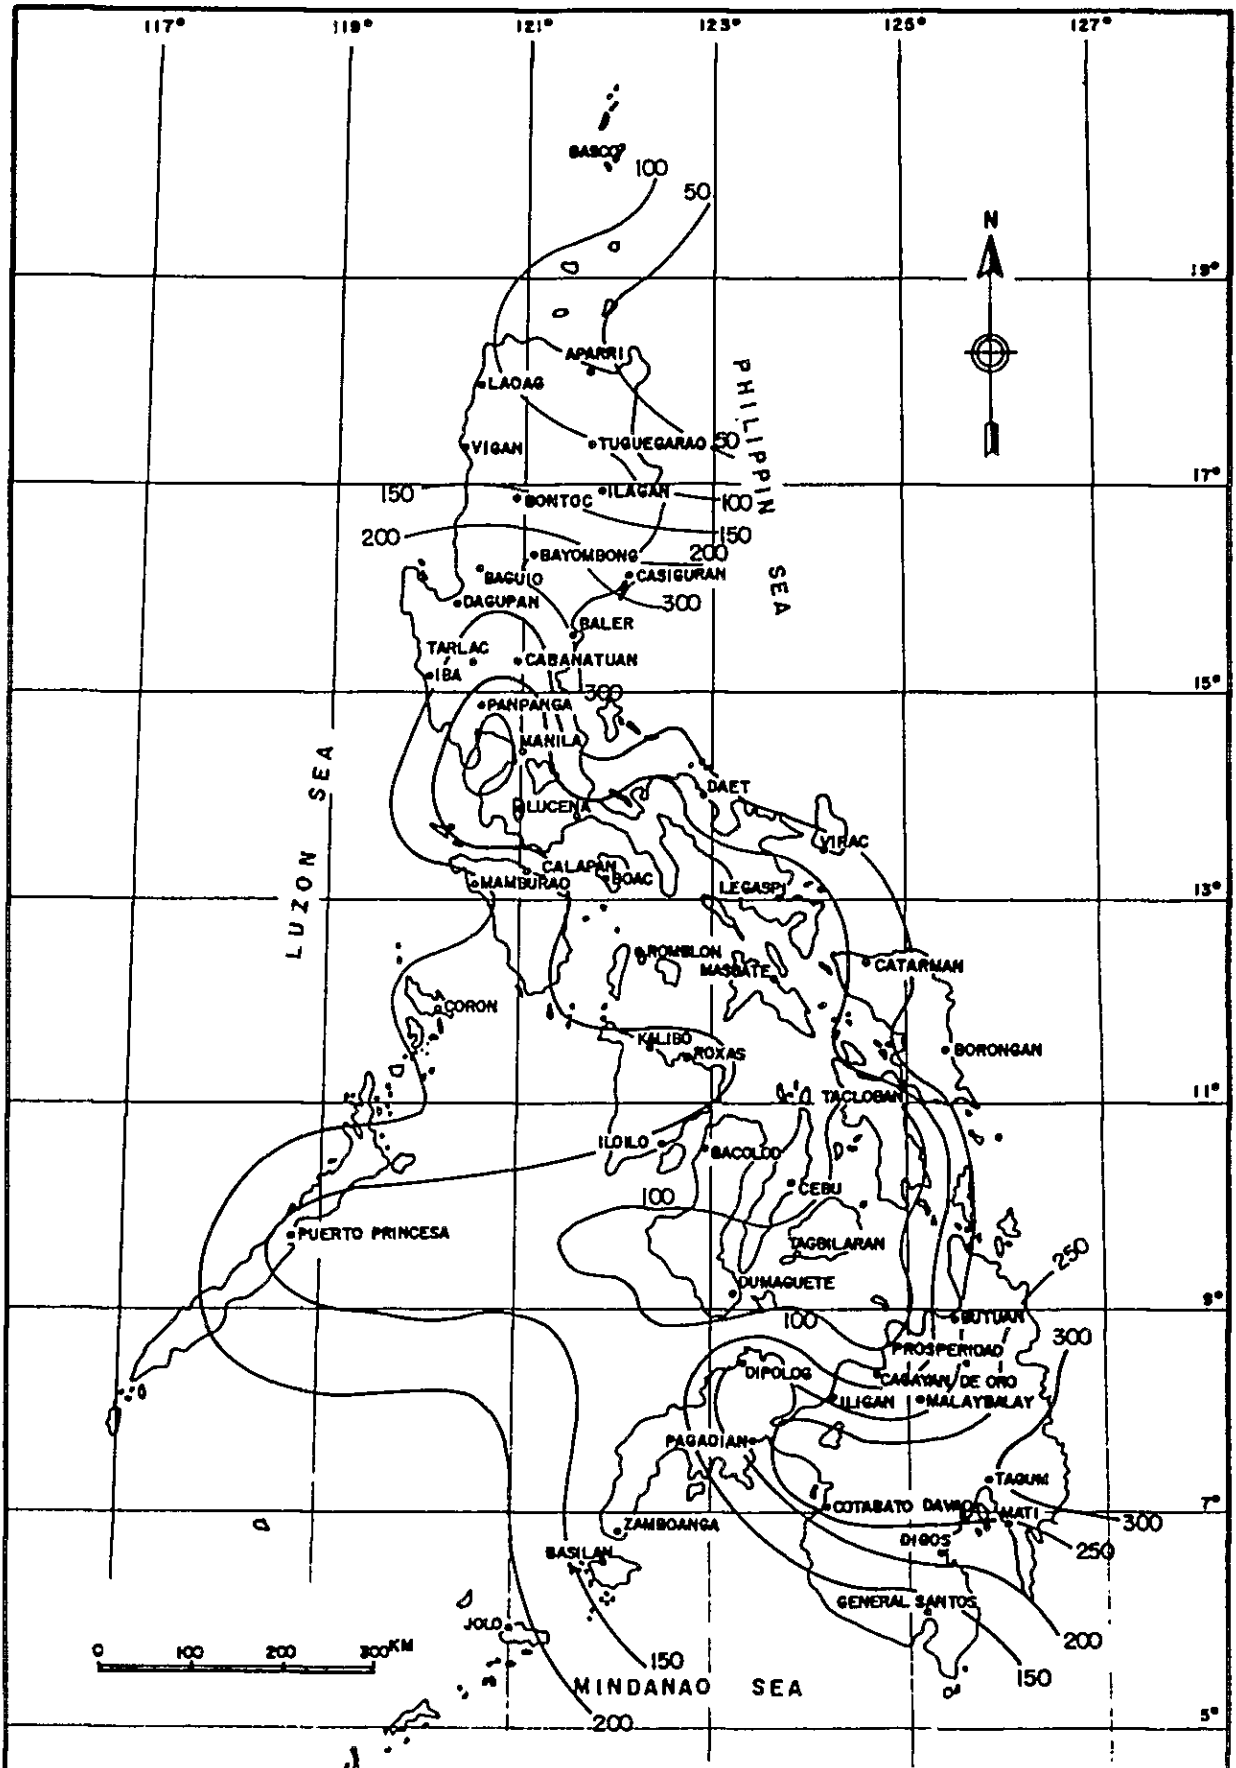 117° 119° 121° 123° 125° 127°
BASCO
100
50
N
19°
APARRI
LAOAG
PHILIPPIN SEA
VIGAN
TUGUEGARAO
50
17°
150
BONTOC
ILAGAN
100
150
200
BAYOMBONG
200
BAGUIO
CASIGURAN
DAGUPAN
300
BALER
TARLAC
CABANATUAN
IBA
15°
300
PANPANGA
MANILA
LUZON SEA
DAET
LUCENA
VIRAC
CALAPAN
MAMBURAO
BOAC
LEGASPI
13°
ROMBLON
MASBATE
CATARMAN
CORON
KALIBO
ROXAS
BORONGAN
TACLOBAN
11°
ILOILO
BACOLOD
CEBU
100
PUERTO PRINCESA
TAGBILARAN
250
DUMAGUETE
9°
100
BUTUAN
PROSPERIDAD
300
DIPOLOG
CAGAYAN DE ORO
ILIGAN
MALAYBALAY
PAGADIAN
TAGUM
COTABATO
DAVAO
MATI
7°
300
ZAMBOANGA
DIGOS
250
BASILAN
GENERAL SANTOS
JOLO
200
0 100 200 300KM
150
150
MINDANAO SEA
200
5°